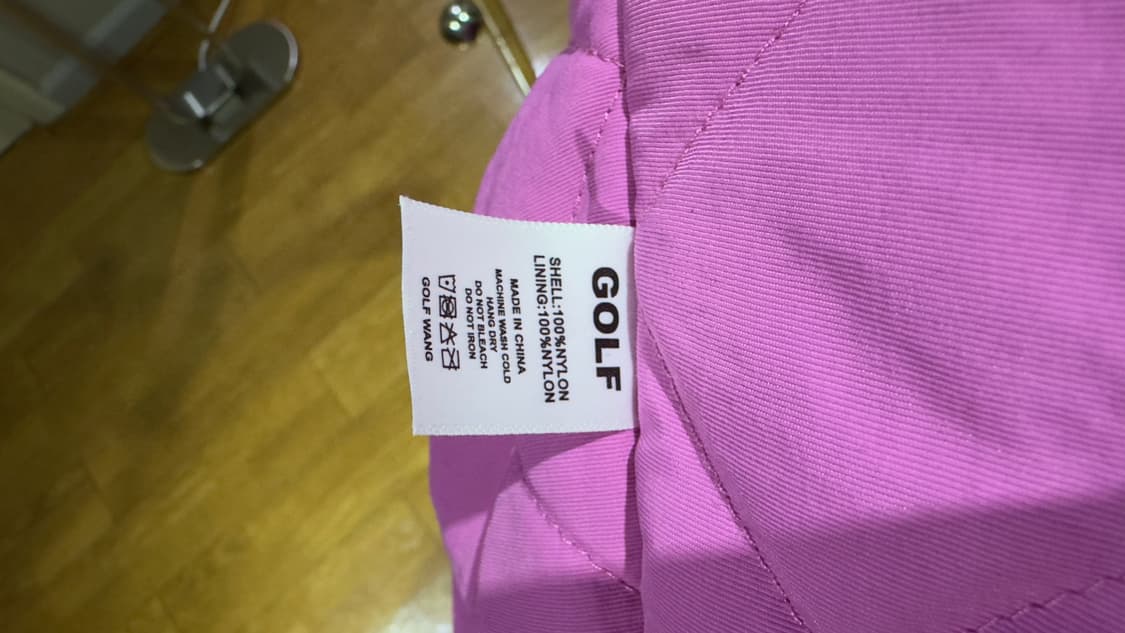 GOLF
SHELL:100%NYLON
LINING:100%NYLON
MADE IN CHINA
MACHINE WASH COLD
HANG DRY
DO NOT BLEACH
DO NOT IRON
GOLF WANG